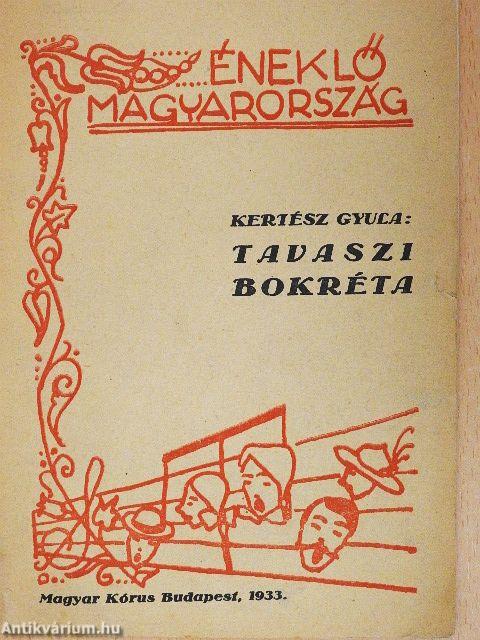 ÉNEKLŐ
MAGYARORSZÁG
KERTÉSZ GYULA:
TAVASZI
BOKRÉTA
Magyar Kórus Budapest, 1933.
Antikvárium.hu